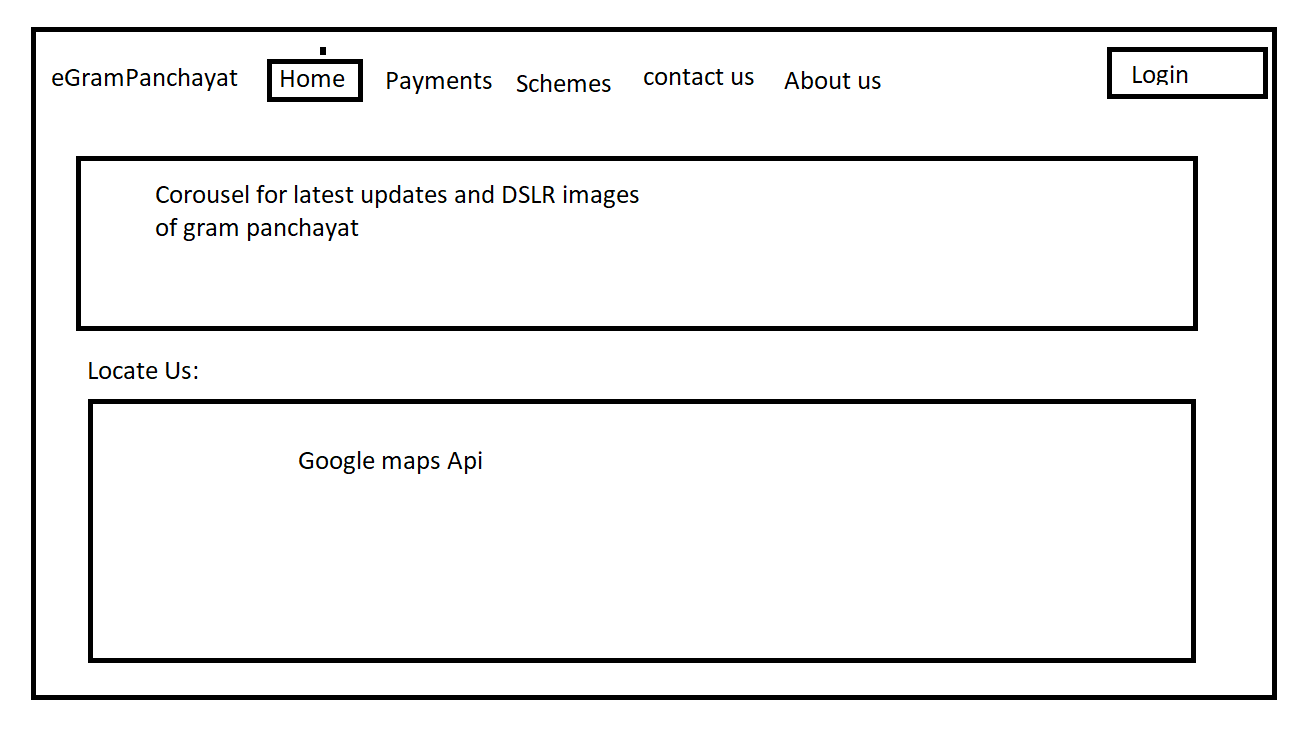 eGramPanchayat Home Payments Schemes contact us About us Login
Corousel for latest updates and DSLR images
of gram panchayat
Locate Us:
Google maps Api